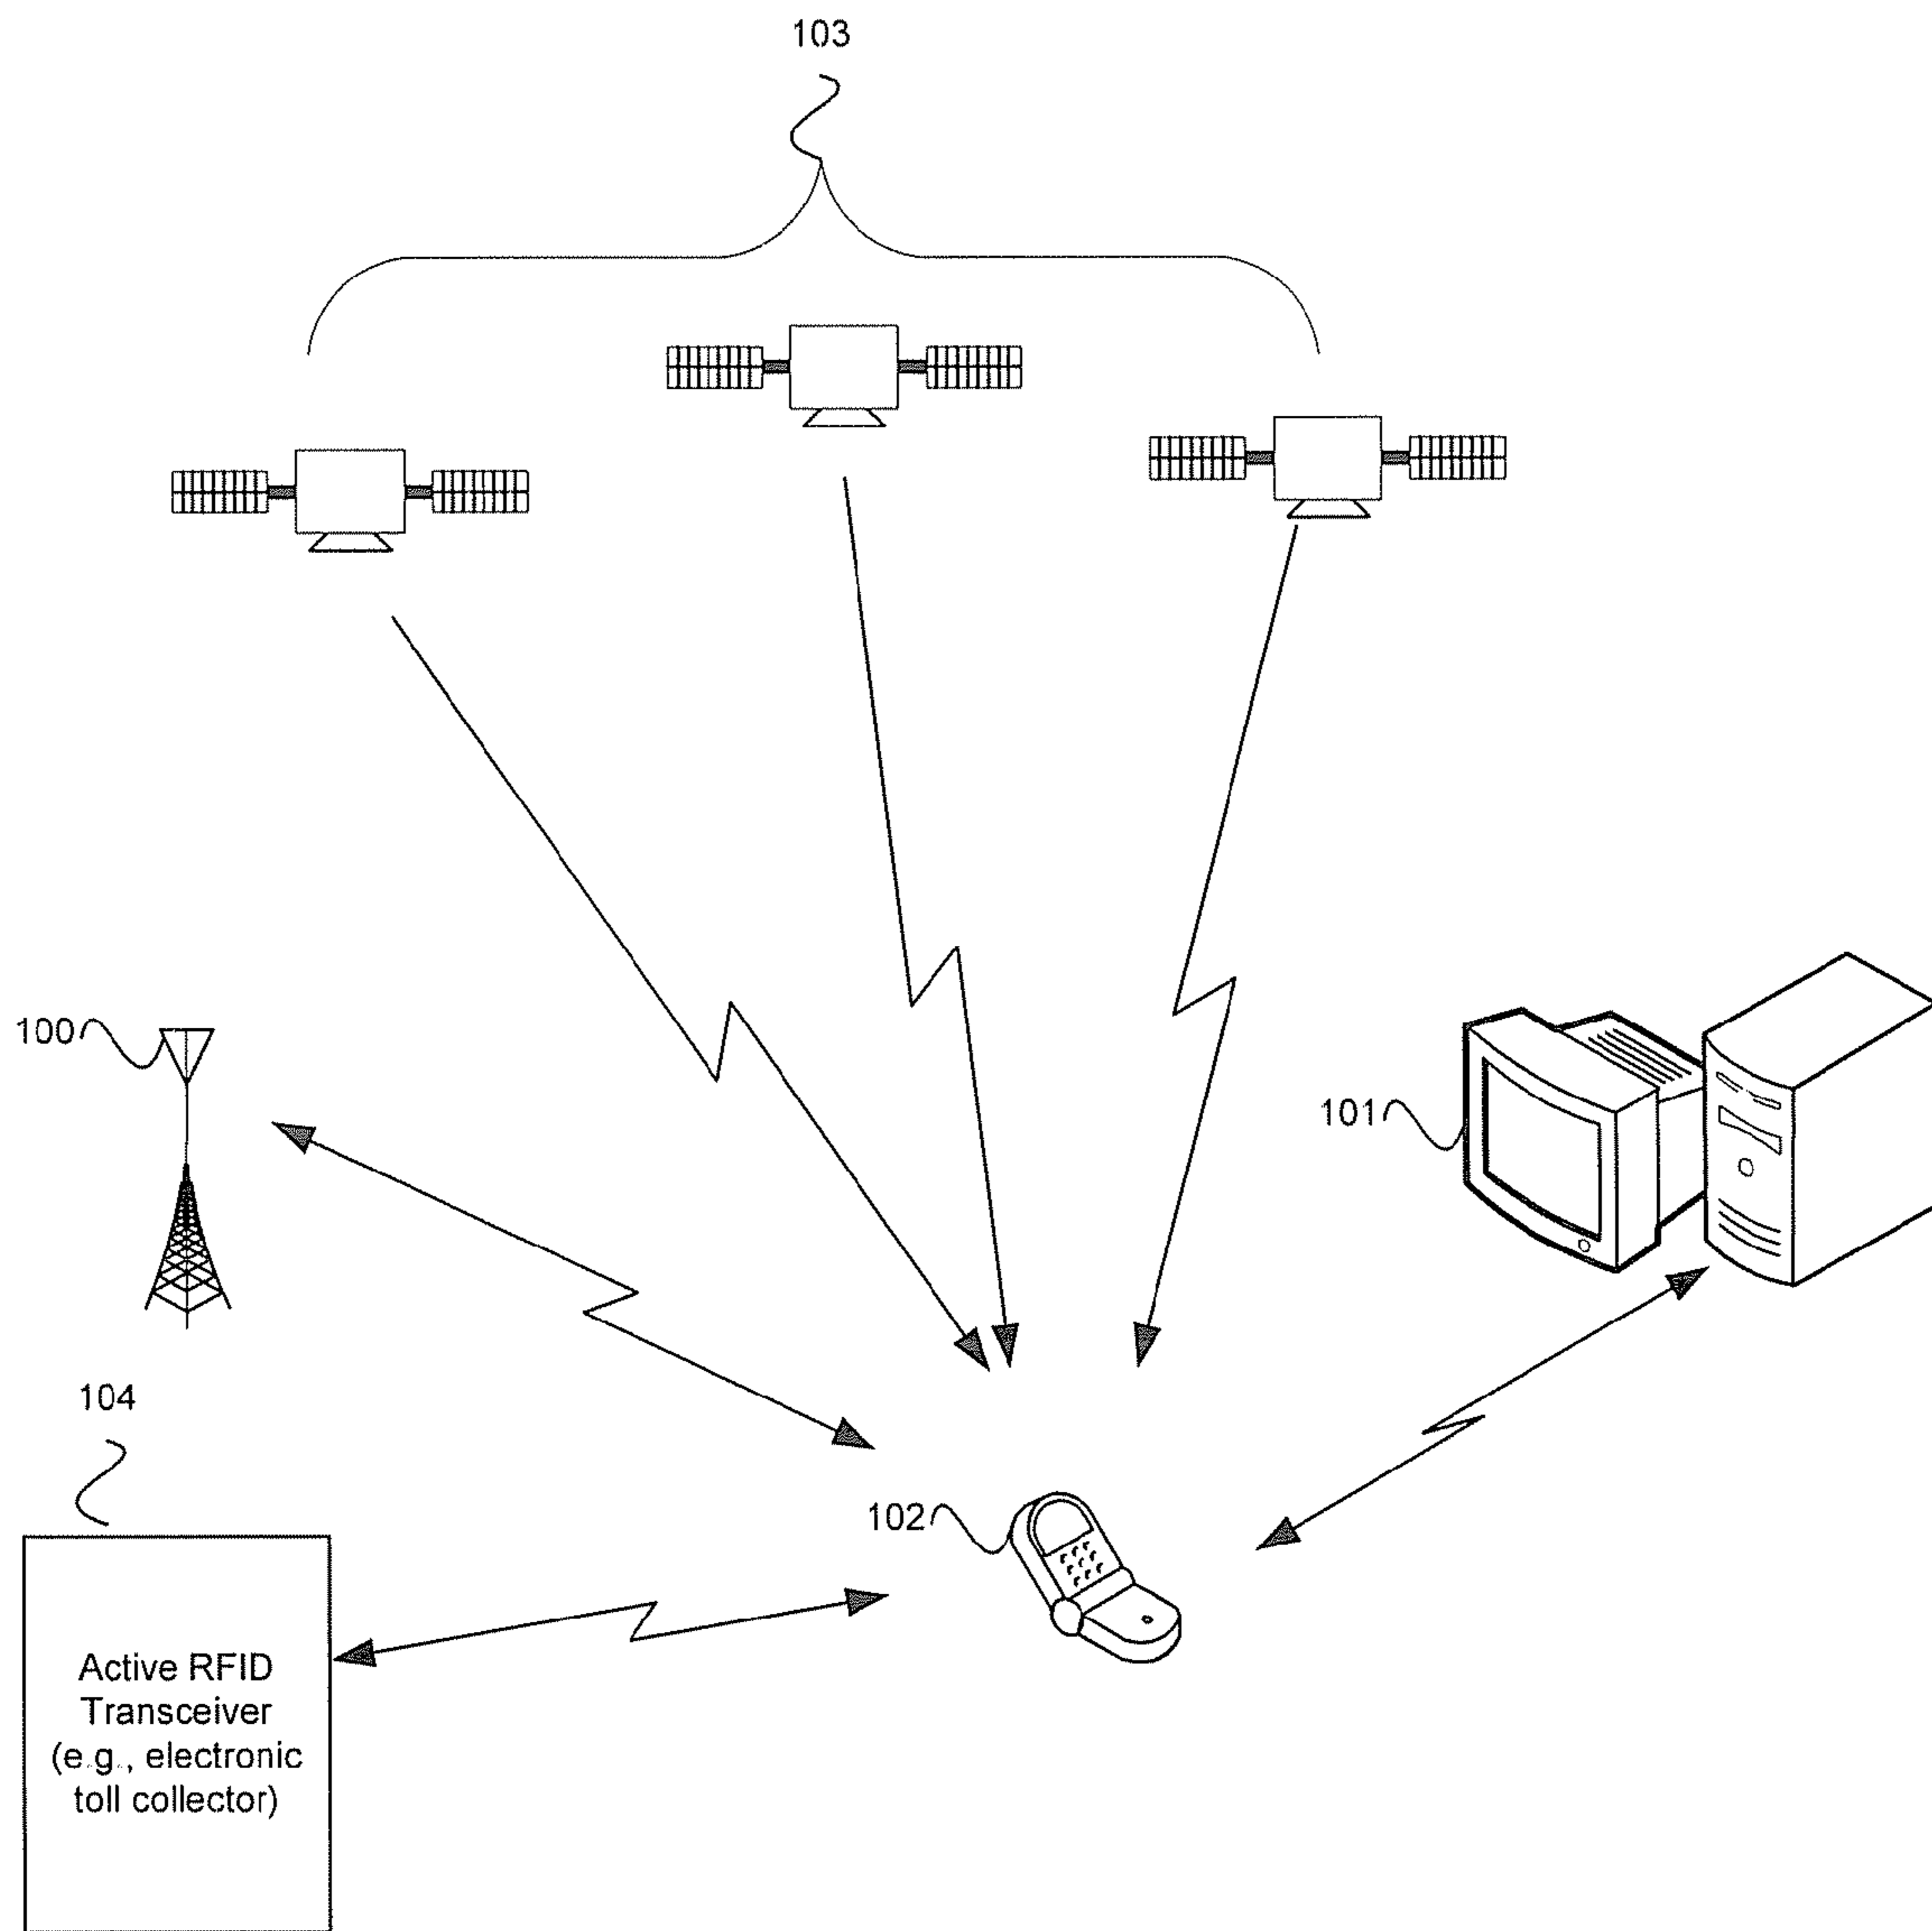 103
100
101
104
102
Active RFID
Transceiver
(e.g., electronic
toll collector)